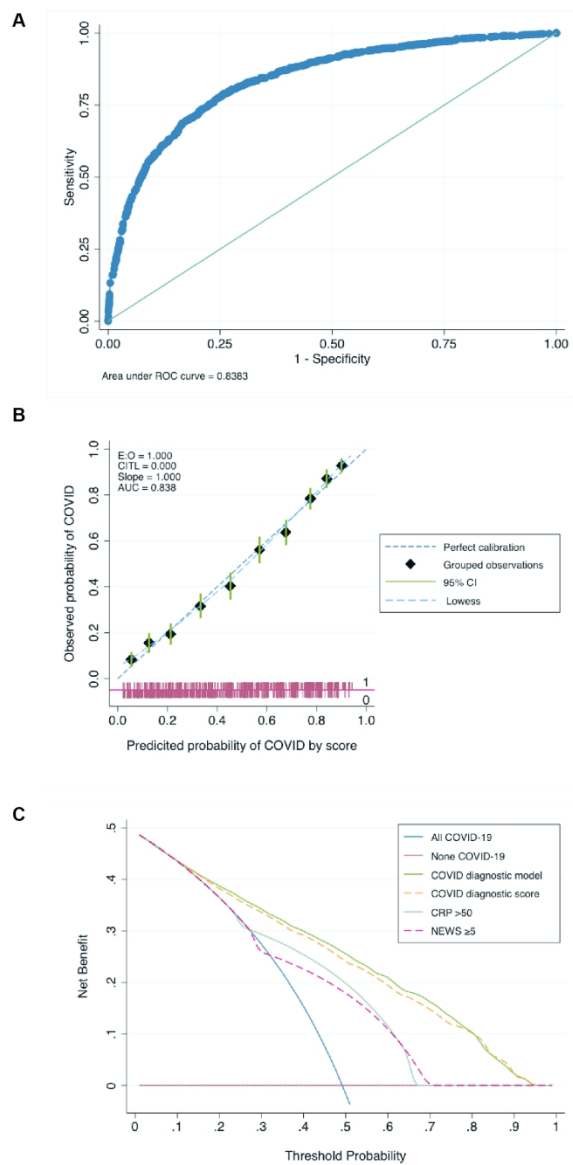 A
Sensitivity
1.00
0.75
0.50
0.25
0.00
0.00 0.25 0.50 0.75 1.00
1 - Specificity
Area under ROC curve = 0.8383
B
E:O = 1.000
CITL = 0.000
Slope = 1.000
AUC = 0.838
Observed probability of COVID
1.0
0.8
0.6
0.4
0.2
0.0
1
0
0.0 0.2 0.4 0.6 0.8 1.0
Predicited probability of COVID by score
Perfect calibration
Grouped observations
95% CI
Lowess
C
Net Benefit
.5
.4
.3
.2
.1
0
0 .1 .2 .3 .4 .5 .6 .7 .8 .9 1
Threshold Probability
All COVID-19
None COVID-19
COVID diagnostic model
COVID diagnostic score
CRP >50
NEWS ≥5